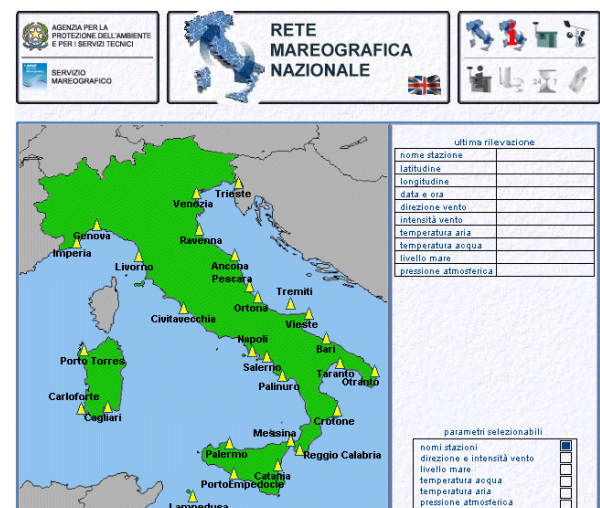 AGENZIA PER LA
PROTEZIONE DELL'AMBIENTE
E PER I SERVIZI TECNICI
SERVIZIO
MAREOGRAFICO
RETE
MAREOGRAFICA
NAZIONALE
24 7
Trieste
Venezia
Genova
Ravenna
Imperia
Livorno
Ancona
Pescara
Tremiti
Ortona
Civitavecchia
Vieste
Napoli
Bari
Porto Torres
Salerno
Taranto
Otranto
Palinuro
Carloforte
Cagliari
Crotone
Messina
Palermo
Reggio Calabria
Catania
PortoEmpedocle
Lampedusa
ultima rilevazione
nome stazione
latitudine
longitudine
data e ora
direzione vento
intensità vento
temperatura aria
temperatura acqua
livello mare
pressione atmosferica
parametri selezionabili
nomi stazioni
direzione e intensità vento
livello mare
temperatura acqua
temperatura aria
pressione atmosferica